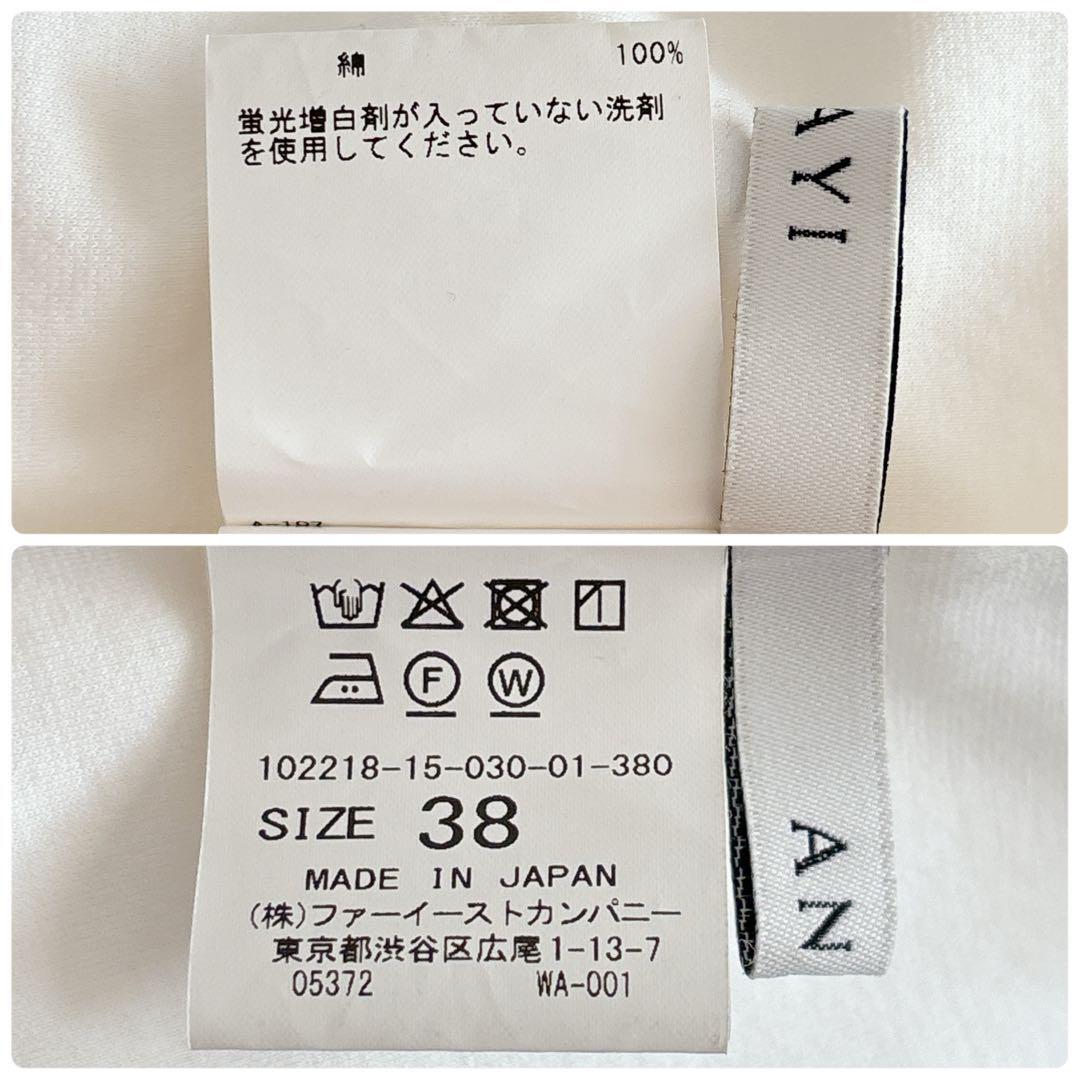 綿 100%
蛍光増白剤が入っていない洗剤
を使用してください。
AYI
F W
102218-15-030-01-380
SIZE 38
MADE IN JAPAN
(株)ファーイーストカンパニー
東京都渋谷区広尾1-13-7
05372 WA-001
AN